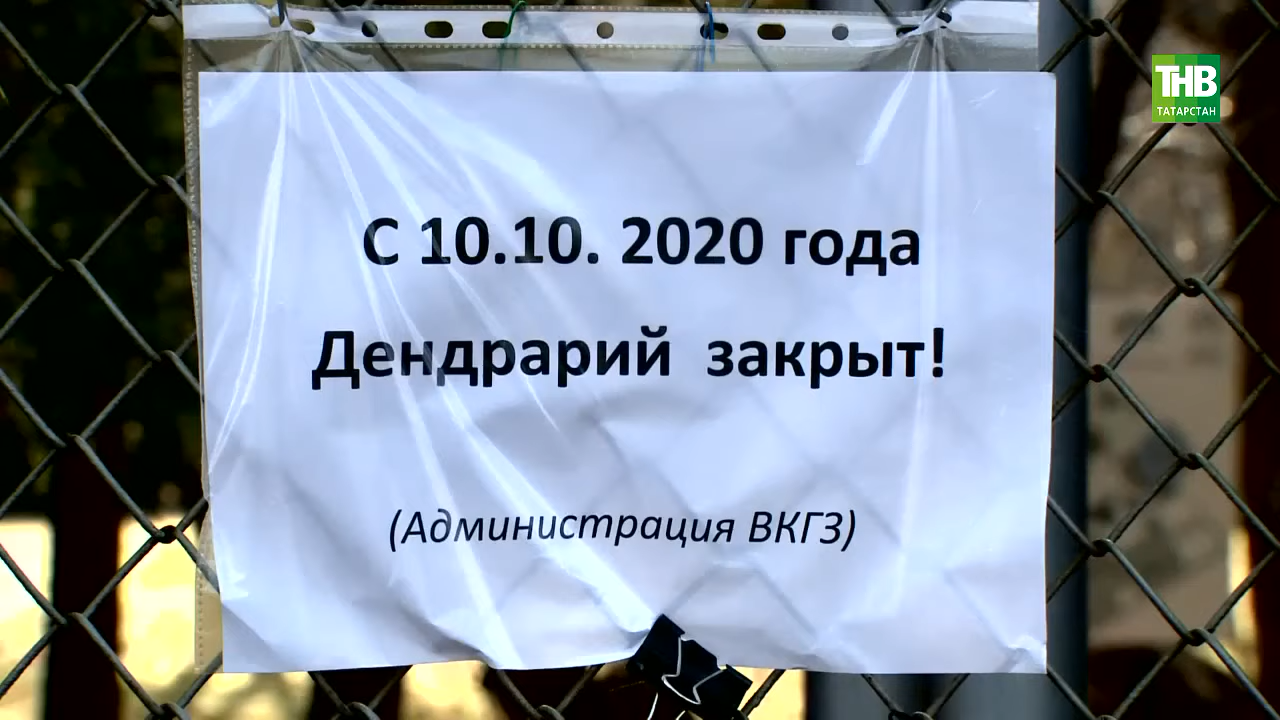 ТНВ
ТАТАРСТАН
С 10.10. 2020 года
Дендрарий закрыт!
(Администрация ВКГЗ)